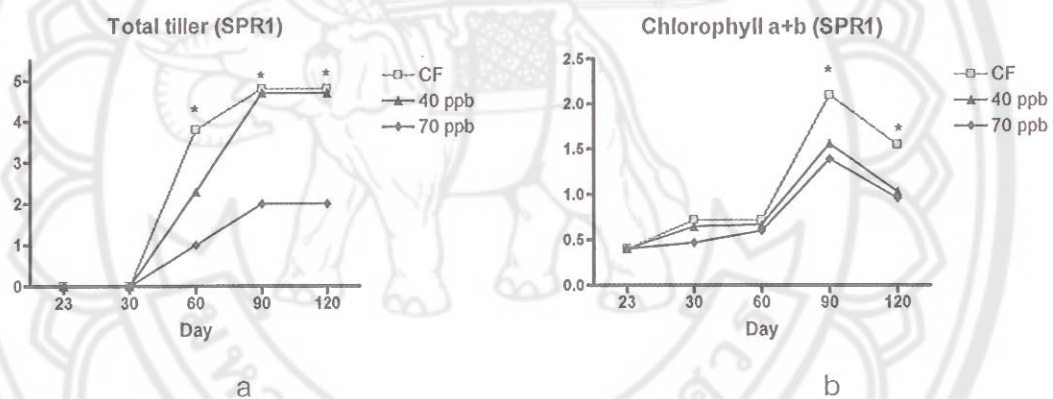 Total tiller (SPR1)
5
4
3
2
1
0
*
*
*
23 30 60 90 120
Day
CF
40 ppb
70 ppb
a
Chlorophyll a+b (SPR1)
2.5
2.0
1.5
1.0
0.5
0.0
*
*
23 30 60 90 120
Day
CF
40 ppb
70 ppb
b